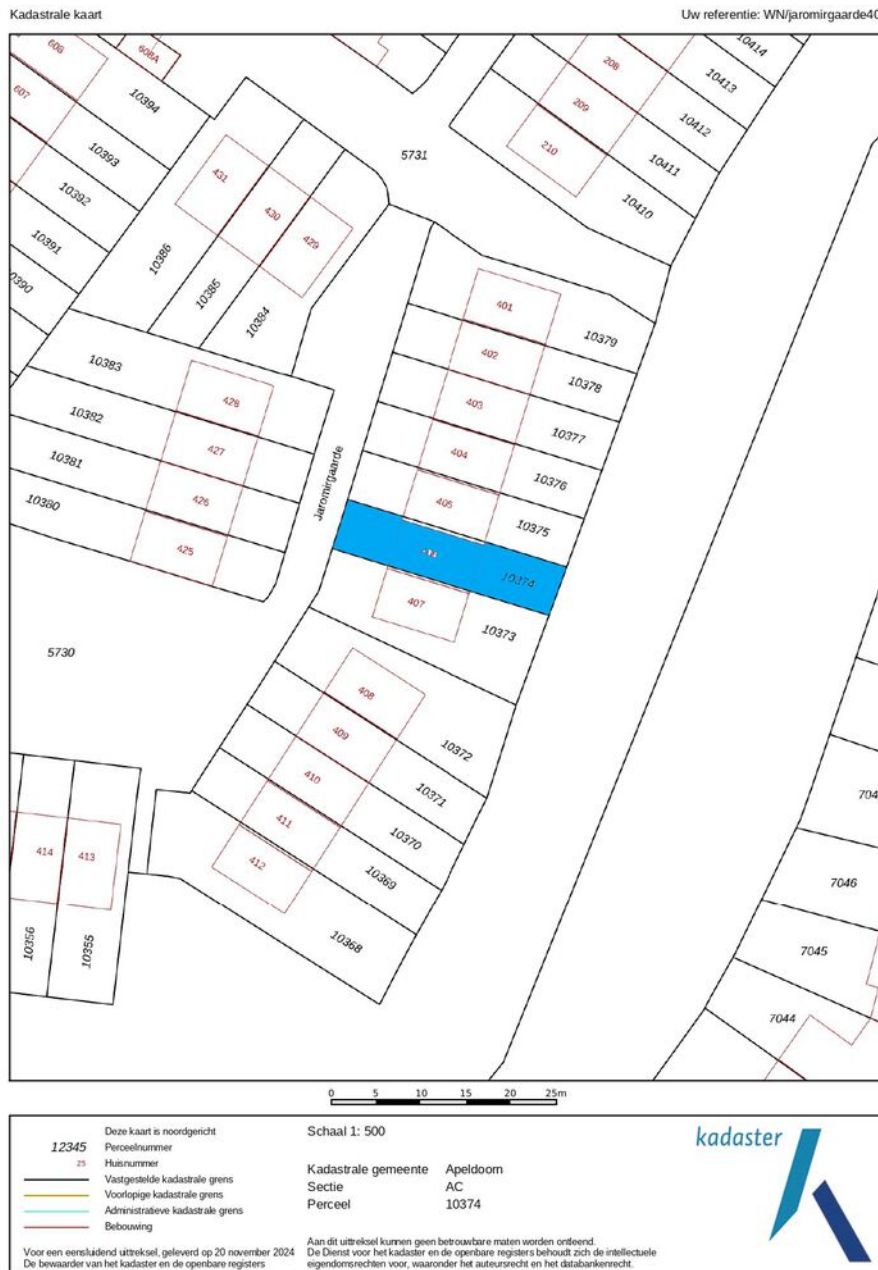 Kadastrale kaart
Uw referentie: WN/jaromirgaarde40
608
608A
607
10394
10393
10392
10391
0390
431
430
429
10386
10385
10384
5731
208
209
210
10414
10413
10412
10411
10410
401
402
403
404
405
407
10379
10378
10377
10376
10375
10374
10373
10383
10382
10381
10380
428
427
426
425
Jaromirgaarde
5730
408
409
410
411
412
10372
10371
10370
10369
10368
414
413
10356
10355
704
7046
7045
7044
0 5 10 15 20 25m
Deze kaart is noordgericht
12345 Perceelnummer
25 Huisnummer
Vastgestelde kadastrale grens
Voorlopige kadastrale grens
Administratieve kadastrale grens
Bebouwing
Voor een eensluidend uittreksel, geleverd op 20 november 2024
De bewaarder van het kadaster en de openbare registers
Schaal 1: 500
Kadastrale gemeente Apeldoorn
Sectie AC
Perceel 10374
Aan dit uittreksel kunnen geen betrouwbare maten worden ontleend.
De Dienst voor het kadaster en de openbare registers behoudt zich de intellectuele
eigendomsrechten voor, waaronder het auteursrecht en het databankenrecht.
kadaster